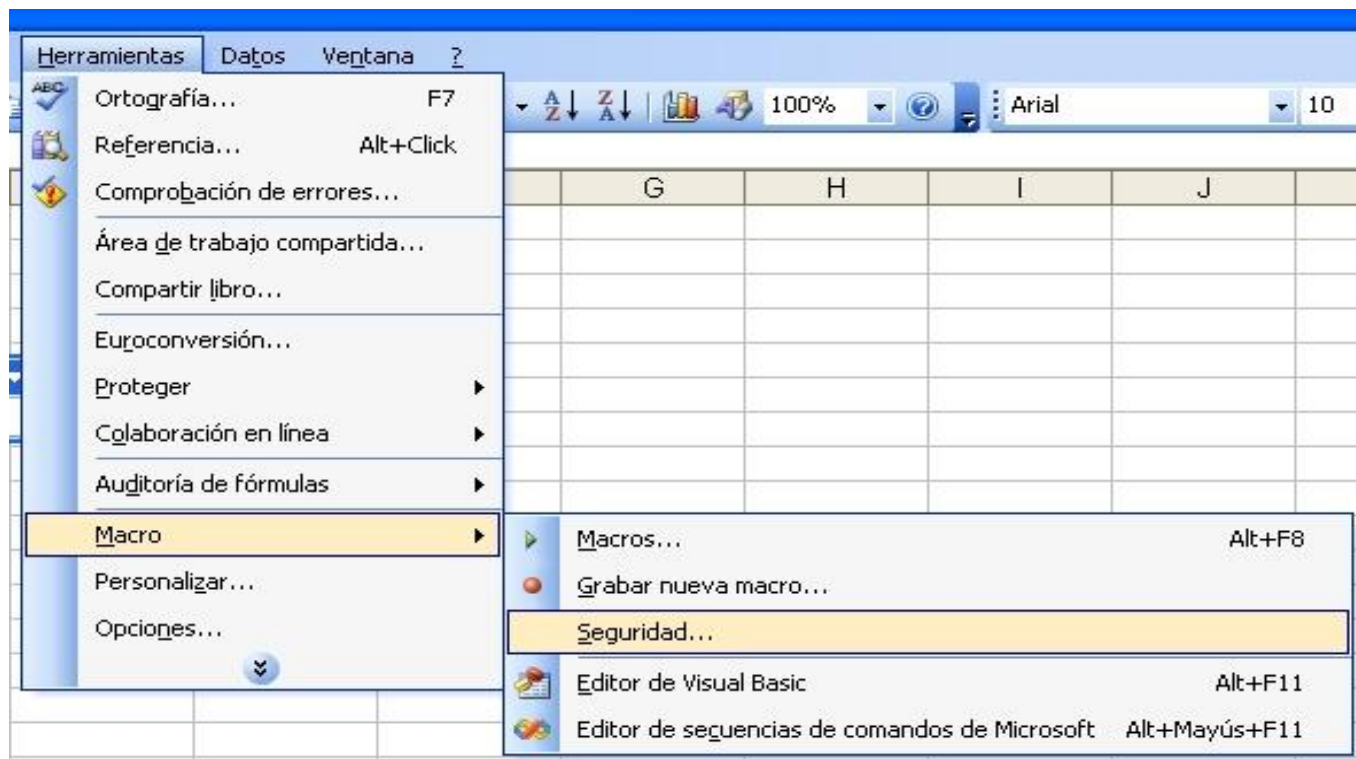 Herramientas Datos Ventana ?
ABC Ortografía... F7
A Z Z A 100% Arial 10
Referencia... Alt+Click
G H I J
Comprobación de errores...
Área de trabajo compartida...
Compartir libro...
Euroconversión...
Proteger
Colaboración en línea
Auditoría de fórmulas
Macro
Macros... Alt+F8
Personalizar...
Grabar nueva macro...
Opciones...
Seguridad...
Editor de Visual Basic Alt+F11
Editor de secuencias de comandos de Microsoft Alt+Mayús+F11